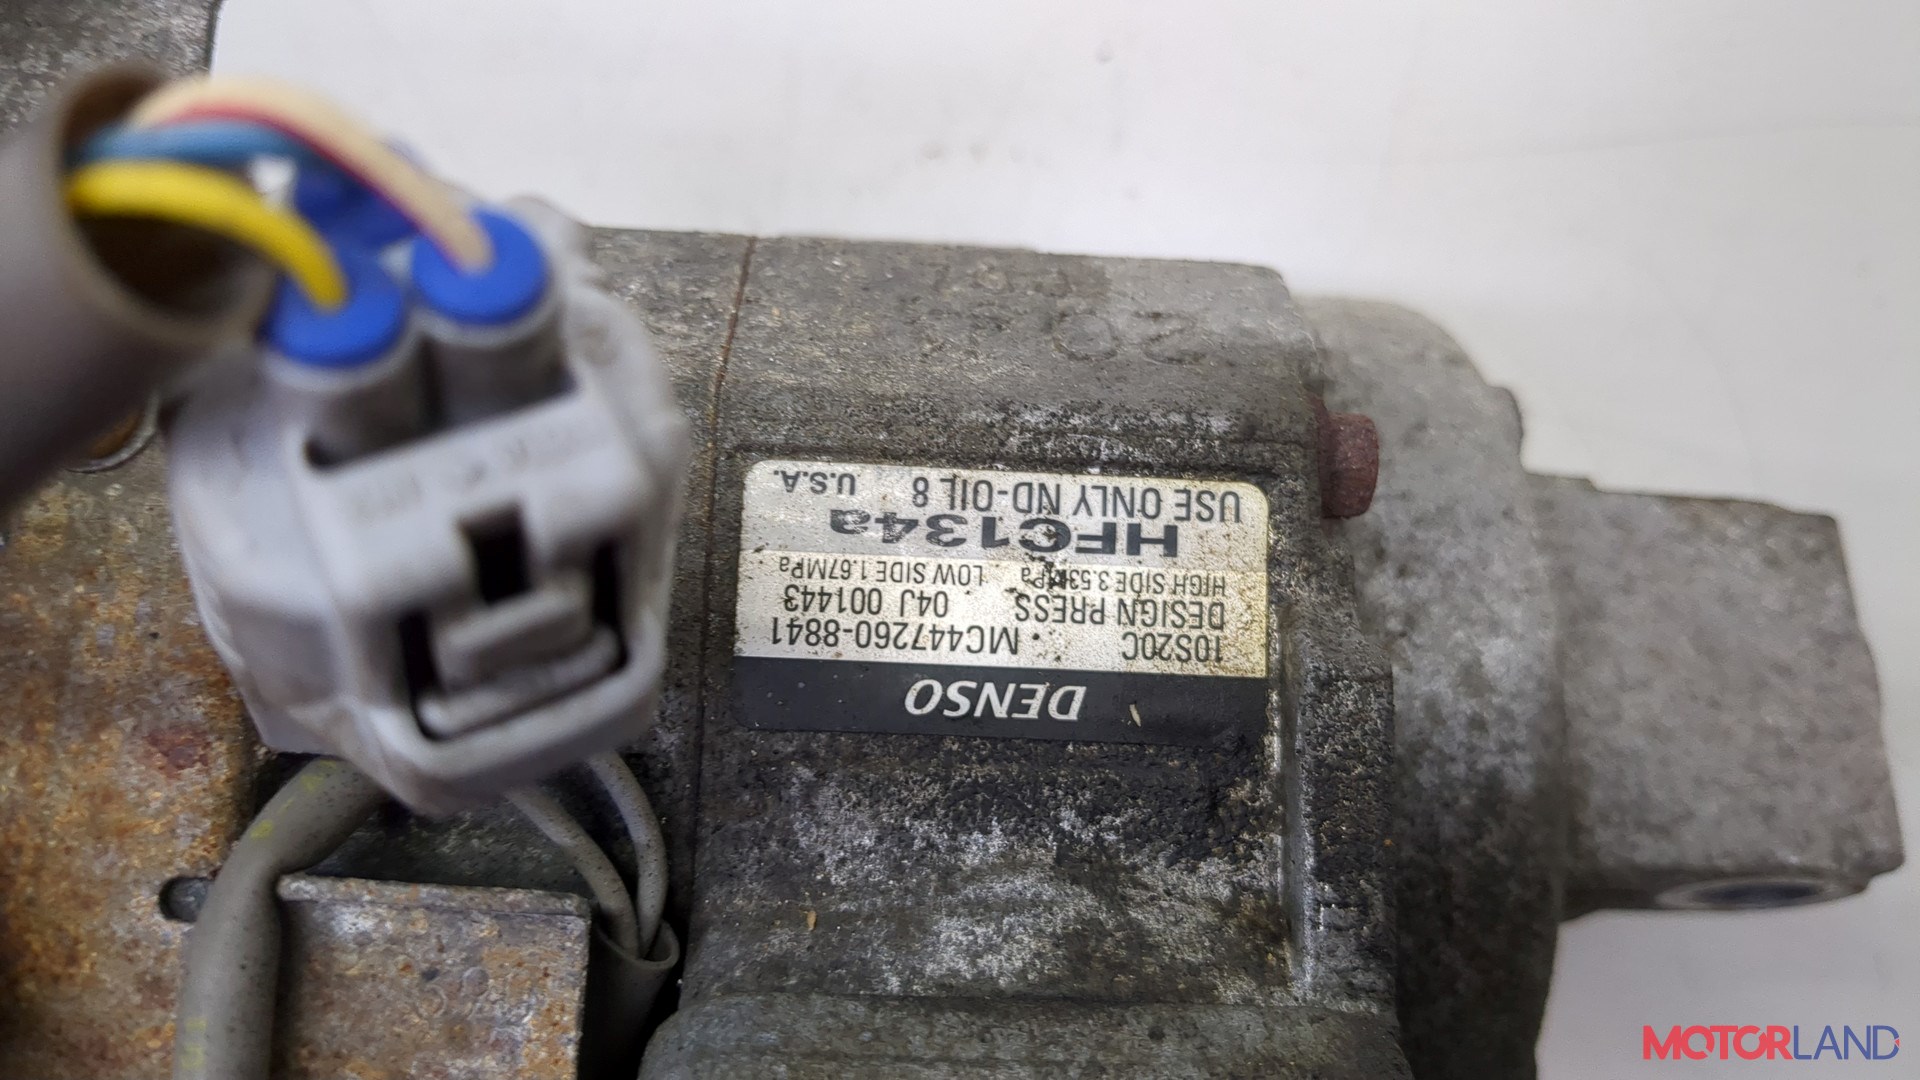 DENSO
10S20C MC447260-8841
DESIGN PRESS. 04J 001443
HIGH SIDE 3.53MPa LOW SIDE 1.67MPa
HFC134a
USE ONLY ND-OIL 8 U.S.A.
MOTORLAND